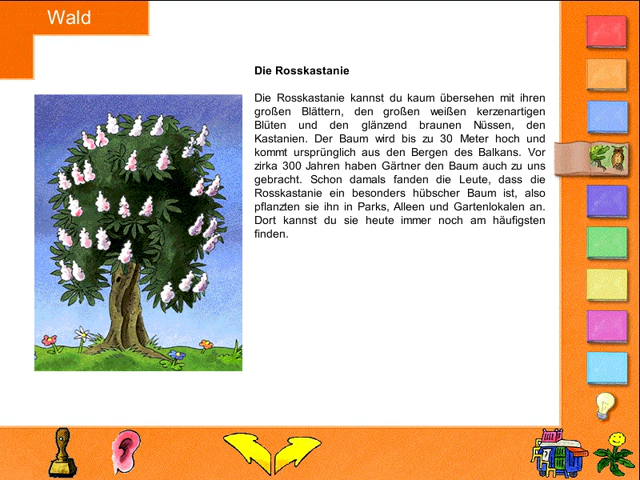 Wald
Die Rosskastanie
Die Rosskastanie kannst du kaum übersehen mit ihren
großen Blättern, den großen weißen kerzenartigen
Blüten und den glänzend braunen Nüssen, den
Kastanien. Der Baum wird bis zu 30 Meter hoch und
kommt ursprünglich aus den Bergen des Balkans. Vor
zirka 300 Jahren haben Gärtner den Baum auch zu uns
gebracht. Schon damals fanden die Leute, dass die
Rosskastanie ein besonders hübscher Baum ist, also
pflanzten sie ihn in Parks, Alleen und Gartenlokalen an.
Dort kannst du sie heute immer noch am häufigsten
finden.